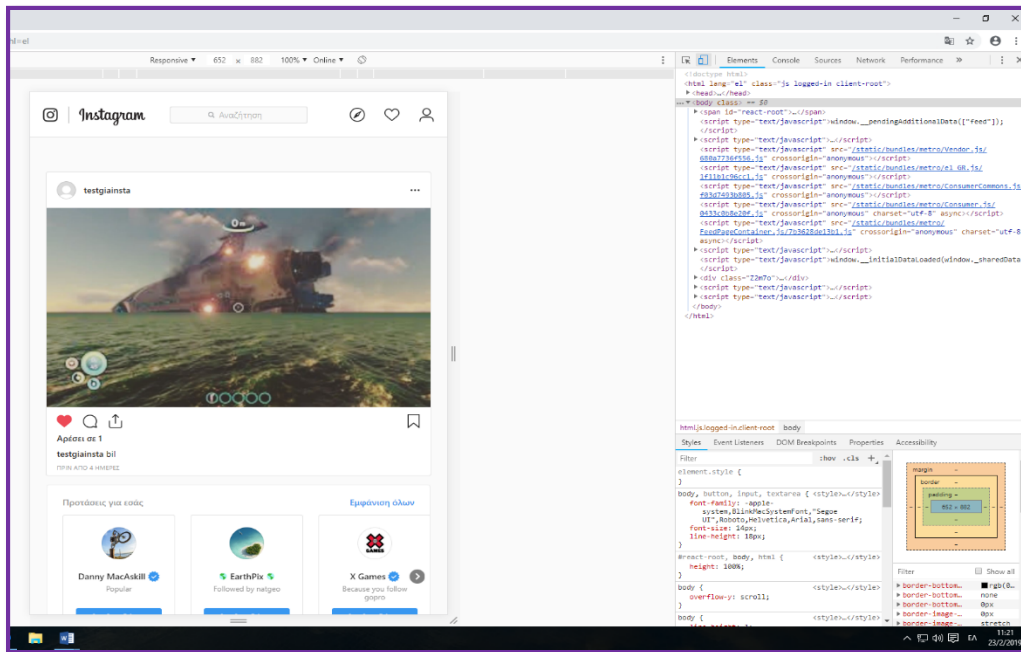 Responsive ▼ 652 × 882 100% ▼ Online ▼
Instagram
Αναζήτηση
testgiainsta
0 m
Αρέσει σε 1
testgiainsta bil
ΠΡΙΝ ΑΠΌ 4 ΗΜΈΡΕΣ
Προτάσεις για εσάς Εμφάνιση όλων
Danny MacAskill
Popular
EarthPix
Followed by natgeo
X GAMES
X Games
Because you follow
gopro
Elements Console Sources Network Performance »
<!doctype html>
<html lang="el" class="js logged-in client-root">
▶<head>…</head>
▼<body class> == $0
▶<span id="react-root">…</span>
<script type="text/javascript">window.__pendingAdditionalData(["feed"]);
</script>
▶<script type="text/javascript">…</script>
<script type="text/javascript" src="/static/bundles/metro/Vendor.js/
688a7736f556.js" crossorigin="anonymous"></script>
<script type="text/javascript" src="/static/bundles/metro/el_GR.js/
1f11b1c96cc1.js" crossorigin="anonymous"></script>
<script type="text/javascript" src="/static/bundles/metro/ConsumerCommons.js
f83d7493b805.js" crossorigin="anonymous"></script>
<script type="text/javascript" src="/static/bundles/metro/Consumer.js/
0433c0b8e20f.js" crossorigin="anonymous" charset="utf-8" async></script>
<script type="text/javascript" src="/static/bundles/metro/
FeedPageContainer.js/7b3628de13b1.js" crossorigin="anonymous" charset="utf-8
async></script>
▶<script type="text/javascript">…</script>
<script type="text/javascript">window.__initialDataLoaded(window._sharedData
</script>
▶<div class="Z2m7o">…</div>
▶<script type="text/javascript">…</script>
▶<script type="text/javascript">…</script>
</body>
</html>
html.js.logged-in.client-root body
Styles Event Listeners DOM Breakpoints Properties Accessibility
Filter :hov .cls +
element.style {
}
body, button, input, textarea { <style>…</style>
font-family: -apple-
system,BlinkMacSystemFont,"Segoe
UI",Roboto,Helvetica,Arial,sans-serif;
font-size: 14px;
line-height: 18px;
}
#react-root, body, html { <style>…</style>
height: 100%;
}
body { <style>…</style>
overflow-y: scroll;
}
body { <style>…</style>
line-height: 1;
margin -
border -
padding -
652 × 882
Filter Show all
▶border-bottom… rgb(0…
▶border-bottom… none
▶border-bottom… 0px
▶border-image-… 0px
▶border-image-… stretch
W
ΕΛ
11:21
23/2/2019